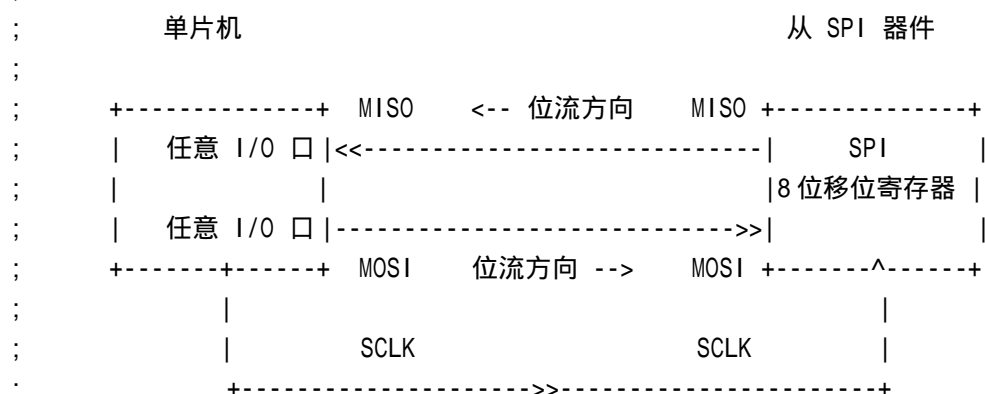 ;
;        单片机                                从 SPI 器件
;
;     +--------------+  MISO   <-- 位流方向   MISO +--------------+
;     |   任意 I/O 口 |<<-----------------------------|     SPI      |
;     |              |                               |8位移位寄存器 |
;     |   任意 I/O 口 |----------------------------->>|              |
;     +-------+------+  MOSI   位流方向 -->   MOSI +-------^------+
;             |                                            |
;             |         SCLK                  SCLK         |
;             +---------------------->>-----------------------+